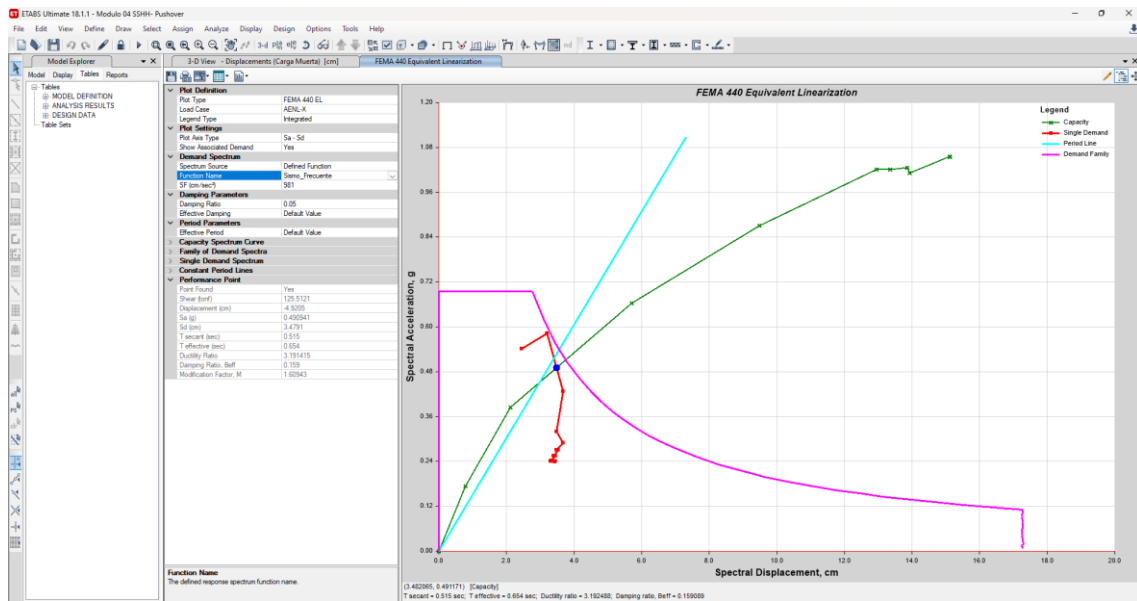 ETABS Ultimate 18.1.1 - Modulo 04 SSHH- Pushover
File Edit View Define Draw Select Assign Analyze Display Design Options Tools Help
Model Explorer
3-D View - Displacements (Carga Muerta) [cm]
FEMA 440 Equivalent Linearization
Model Display Tables Reports
Tables
MODEL DEFINITION
ANALYSIS RESULTS
DESIGN DATA
Table Sets
Plot Definition
Plot Type FEMA 440 EL
Load Case AENL-X
Legend Type Integrated
Plot Settings
Plot Axis Type Sa - Sd
Show Associated Demand Yes
Demand Spectrum
Spectrum Source Defined Function
Function Name Sismo_Frecuente
SF (cm/sec²) 981
Damping Parameters
Damping Ratio 0.05
Effective Damping Default Value
Period Parameters
Effective Period Default Value
Capacity Spectrum Curve
Family of Demand Spectra
Single Demand Spectrum
Constant Period Lines
Performance Point
Point Found Yes
Shear (tonf) 125.5121
Displacement (cm) -4.9205
Sa (g) 0.490941
Sd (cm) 3.4791
T secant (sec) 0.515
T effective (sec) 0.654
Ductility Ratio 3.191415
Damping Ratio, Beff 0.159
Modification Factor, M 1.60943
Function Name
The defined response spectrum function name.
FEMA 440 Equivalent Linearization
Legend
Capacity
Single Demand
Period Line
Demand Family
Spectral Acceleration, g
1.20
1.08
0.96
0.84
0.72
0.60
0.48
0.36
0.24
0.12
0.00
0.0 2.0 4.0 6.0 8.0 10.0 12.0 14.0 16.0 18.0 20.0
Spectral Displacement, cm
(3.482065, 0.491171) [Capacity]
T secant = 0.515 sec; T effective = 0.654 sec; Ductility ratio = 3.192488; Damping ratio, Beff = 0.159089